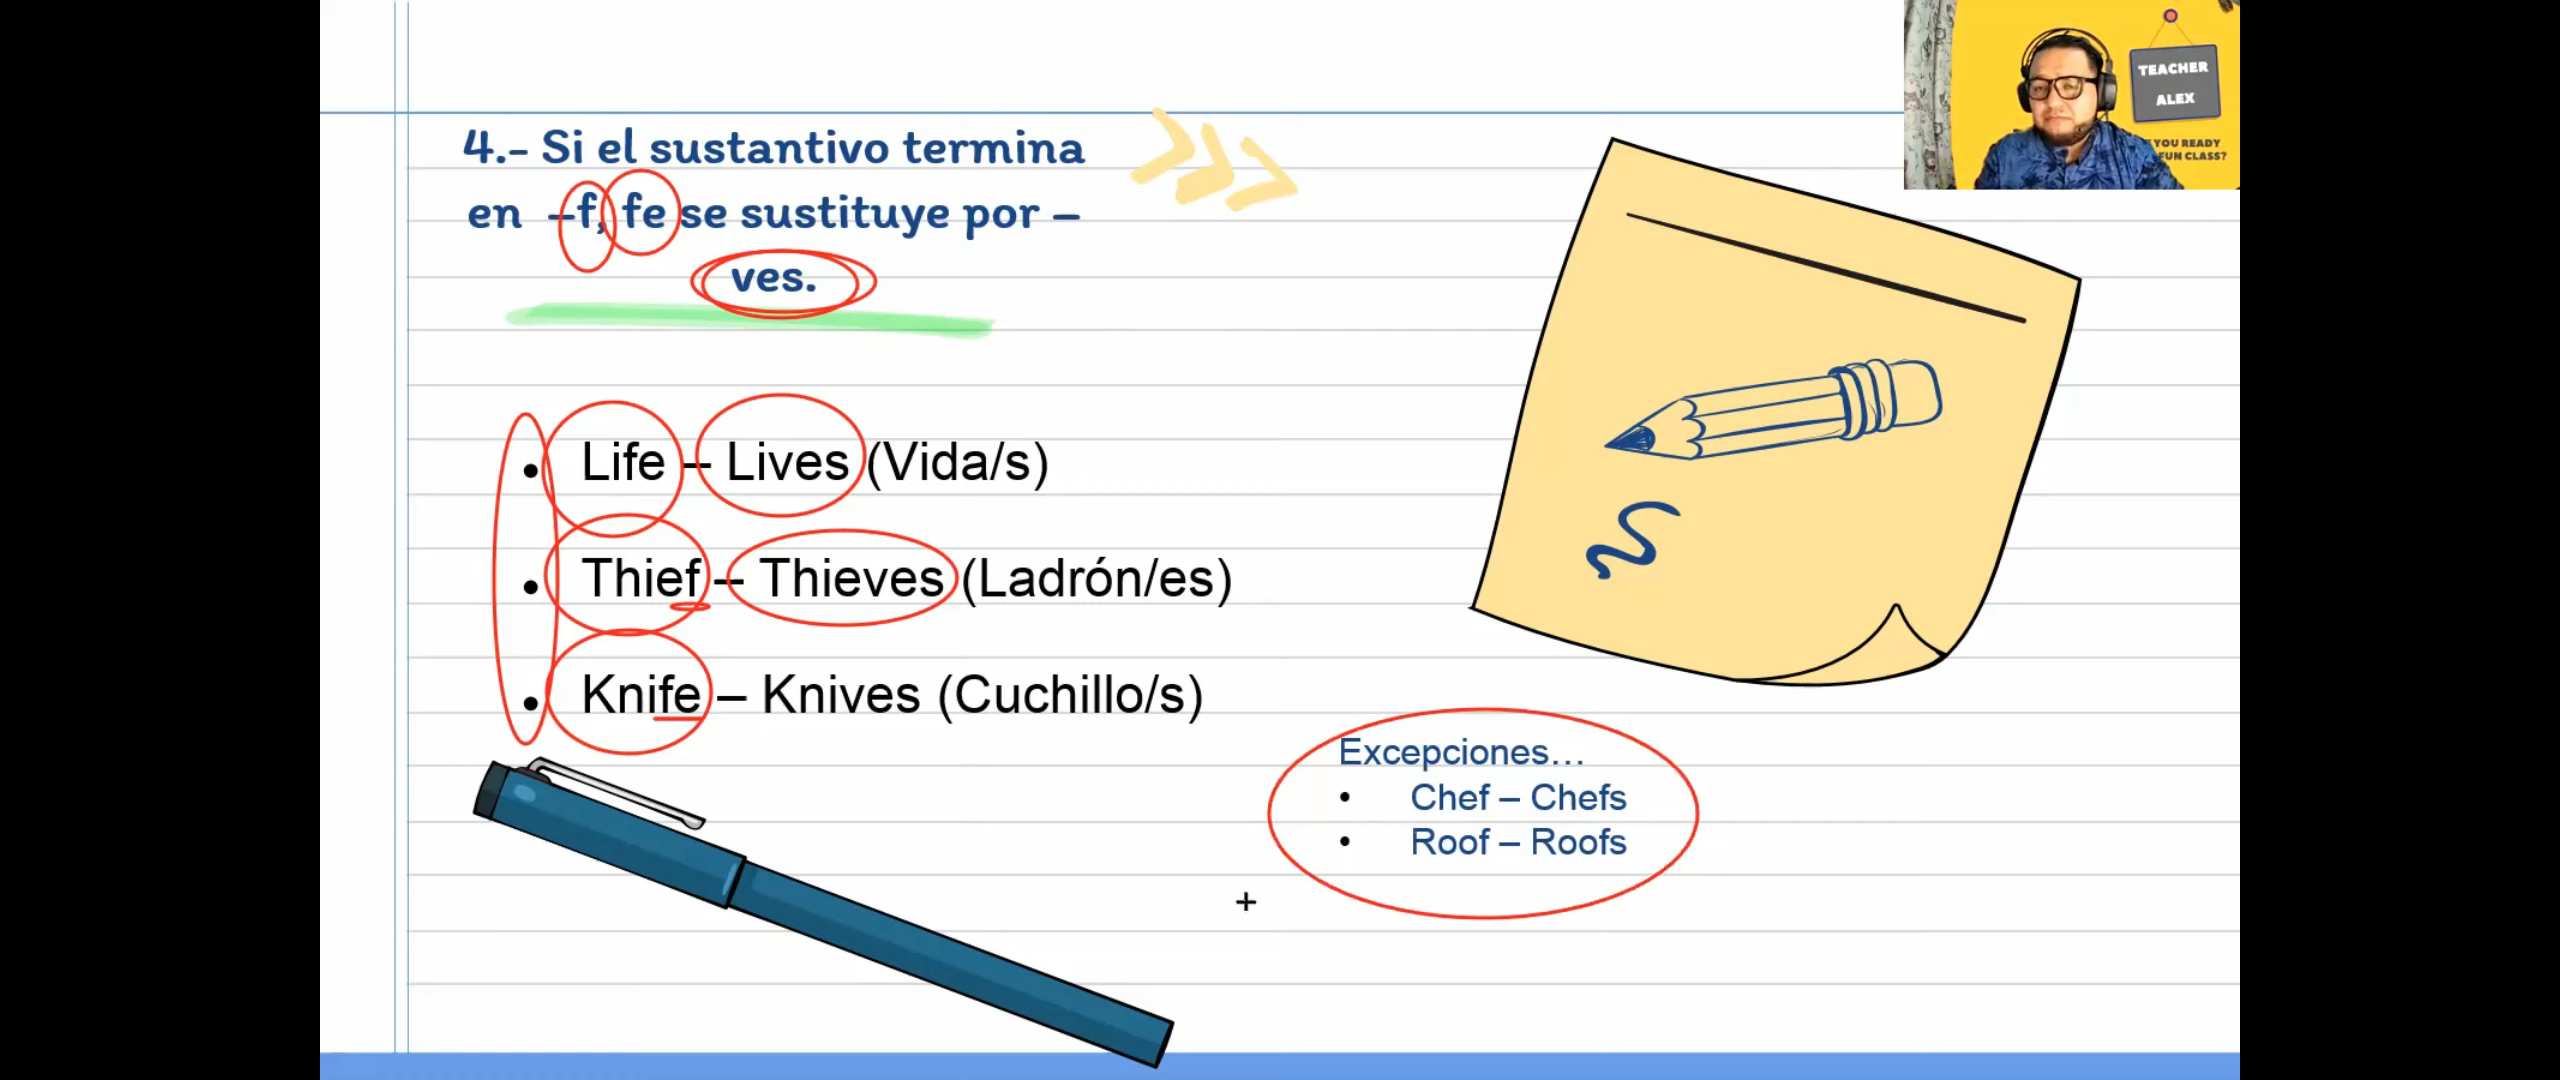 4.- Si el sustantivo termina
en –f, fe se sustituye por –
ves.
• Life – Lives (Vida/s)
• Thief – Thieves (Ladrón/es)
• Knife – Knives (Cuchillo/s)
Excepciones...
• Chef – Chefs
• Roof – Roofs
TEACHER
ALEX
YOU READY
FUN CLASS?